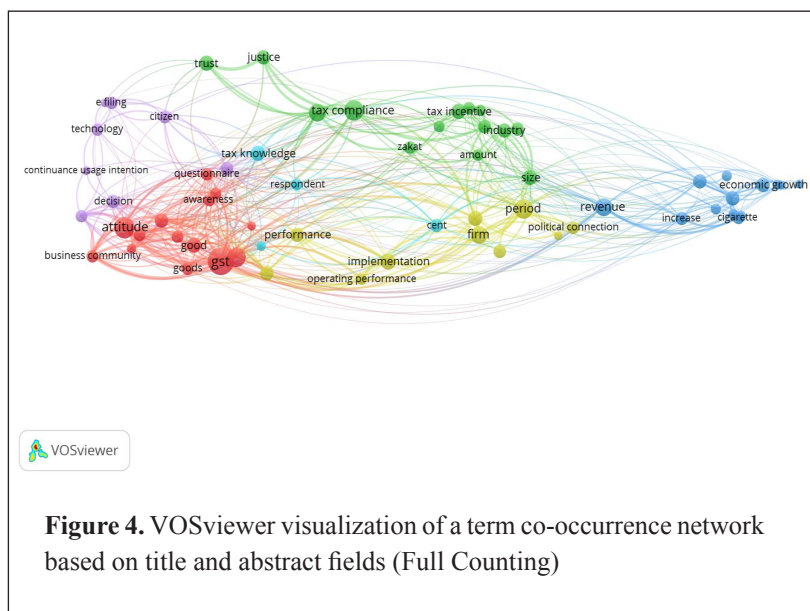 justice
trust
e filing
citizen
tax compliance
tax incentive
technology
industry
zakat
tax knowledge
amount
continuance usage intention
questionnaire
respondent
size
economic growth
decision
awareness
revenue
period
attitude
increase
cigarette
cent
political connection
good
performance
firm
business community
goods
gst
implementation
operating performance
VOSviewer
Figure 4. VOSviewer visualization of a term co-occurrence network
based on title and abstract fields (Full Counting)